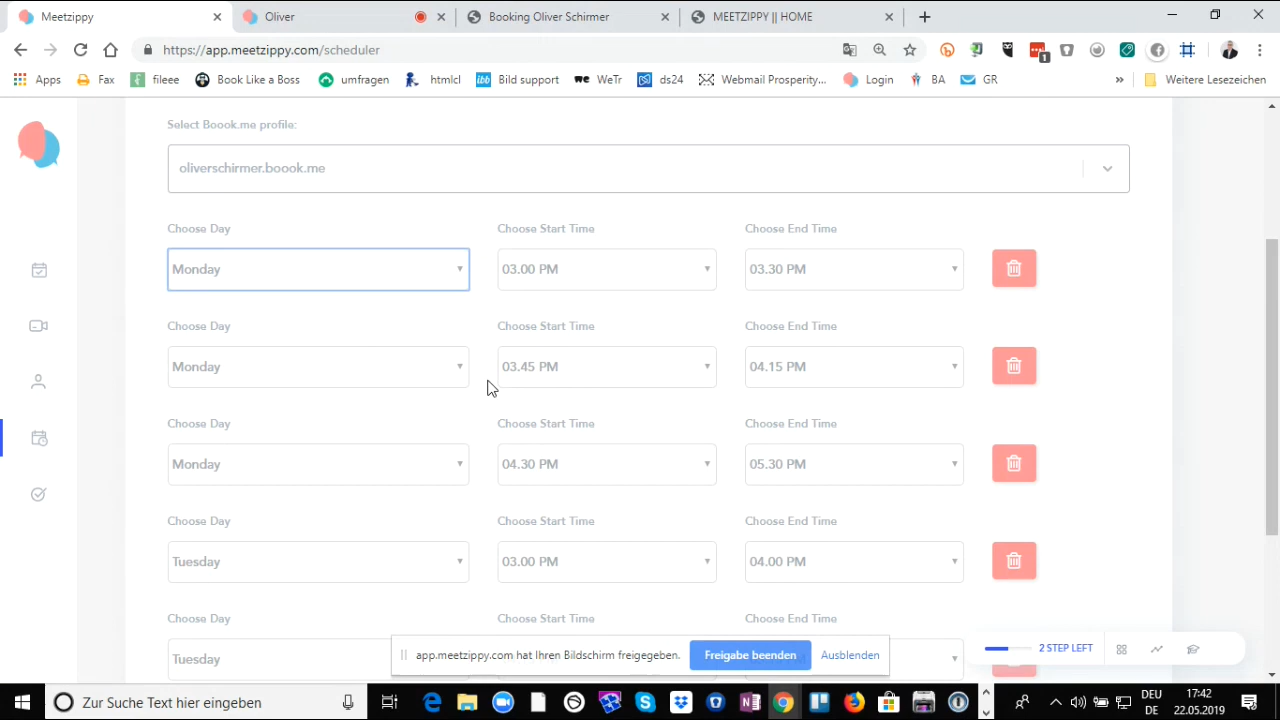 Meetzippy
Oliver
Booking Oliver Schirmer
MEETZIPPY || HOME
https://app.meetzippy.com/scheduler
1
Apps
Fax
fileee
Book Like a Boss
umfragen
htmlcl
Bild support
WeTr
ds24
Webmail Prosperity...
Login
BA
GR
»
Weitere Lesezeichen
Select Boook.me profile:
oliverschirmer.boook.me
Choose Day Choose Start Time Choose End Time
Monday 03.00 PM 03.30 PM
Choose Day Choose Start Time Choose End Time
Monday 03.45 PM 04.15 PM
Choose Day Choose Start Time Choose End Time
Monday 04.30 PM 05.30 PM
Choose Day Choose Start Time Choose End Time
Tuesday 03.00 PM 04.00 PM
Choose Day Choose Start Time Choose End Time
Tuesday
app.meetzippy.com hat Ihren Bildschirm freigegeben.
Freigabe beenden
Ausblenden
2 STEP LEFT
Zur Suche Text hier eingeben
DEU
DE
17:42
22.05.2019